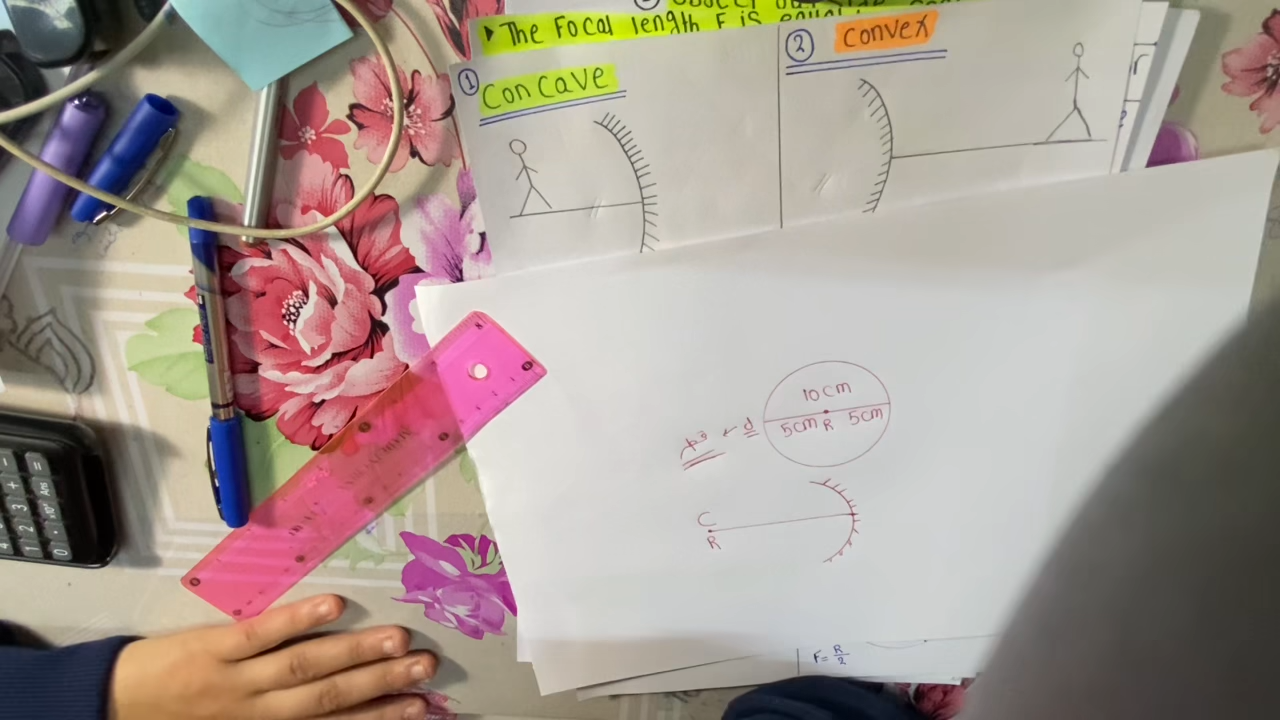 ▸ The Focal length F is
① Concave
② Convex
10cm
5cm R 5cm
d
C
R
F = R/2